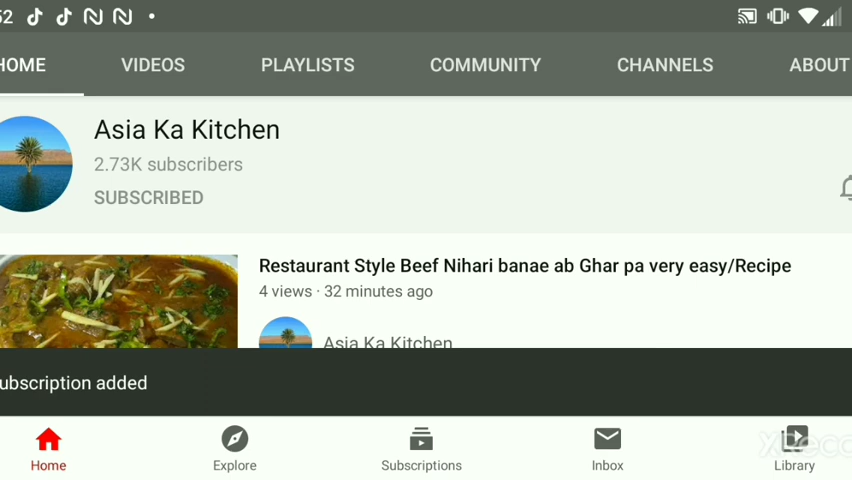 52
HOME VIDEOS PLAYLISTS COMMUNITY CHANNELS ABOUT
Asia Ka Kitchen
2.73K subscribers
SUBSCRIBED
Restaurant Style Beef Nihari banae ab Ghar pa very easy/Recipe
4 views · 32 minutes ago
Asia Ka Kitchen
ubscription added
Home Explore Subscriptions Inbox Library